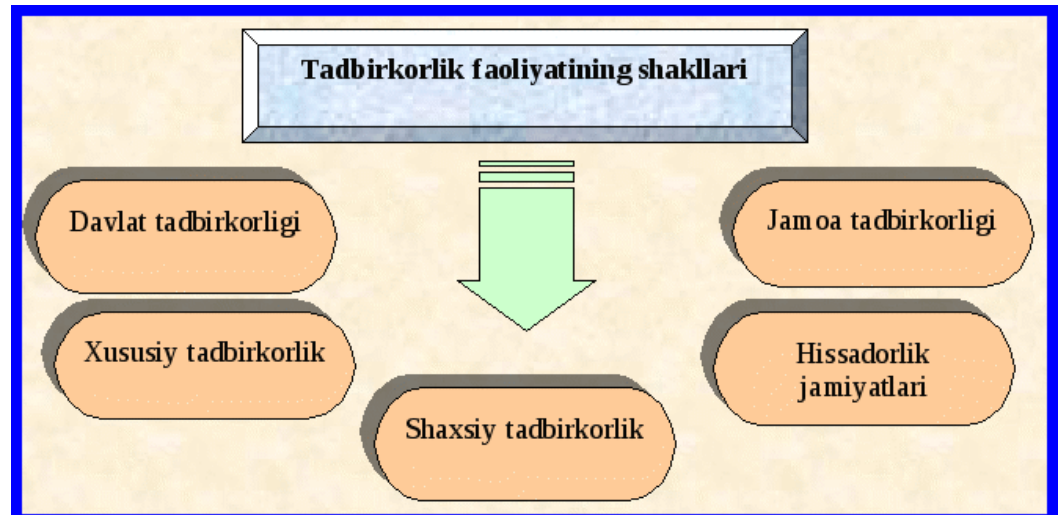 Tadbirkorlik faoliyatining shakllari
Davlat tadbirkorligi
Jamoa tadbirkorligi
Xususiy tadbirkorlik
Hissadorlik
jamiyatlari
Shaxsiy tadbirkorlik